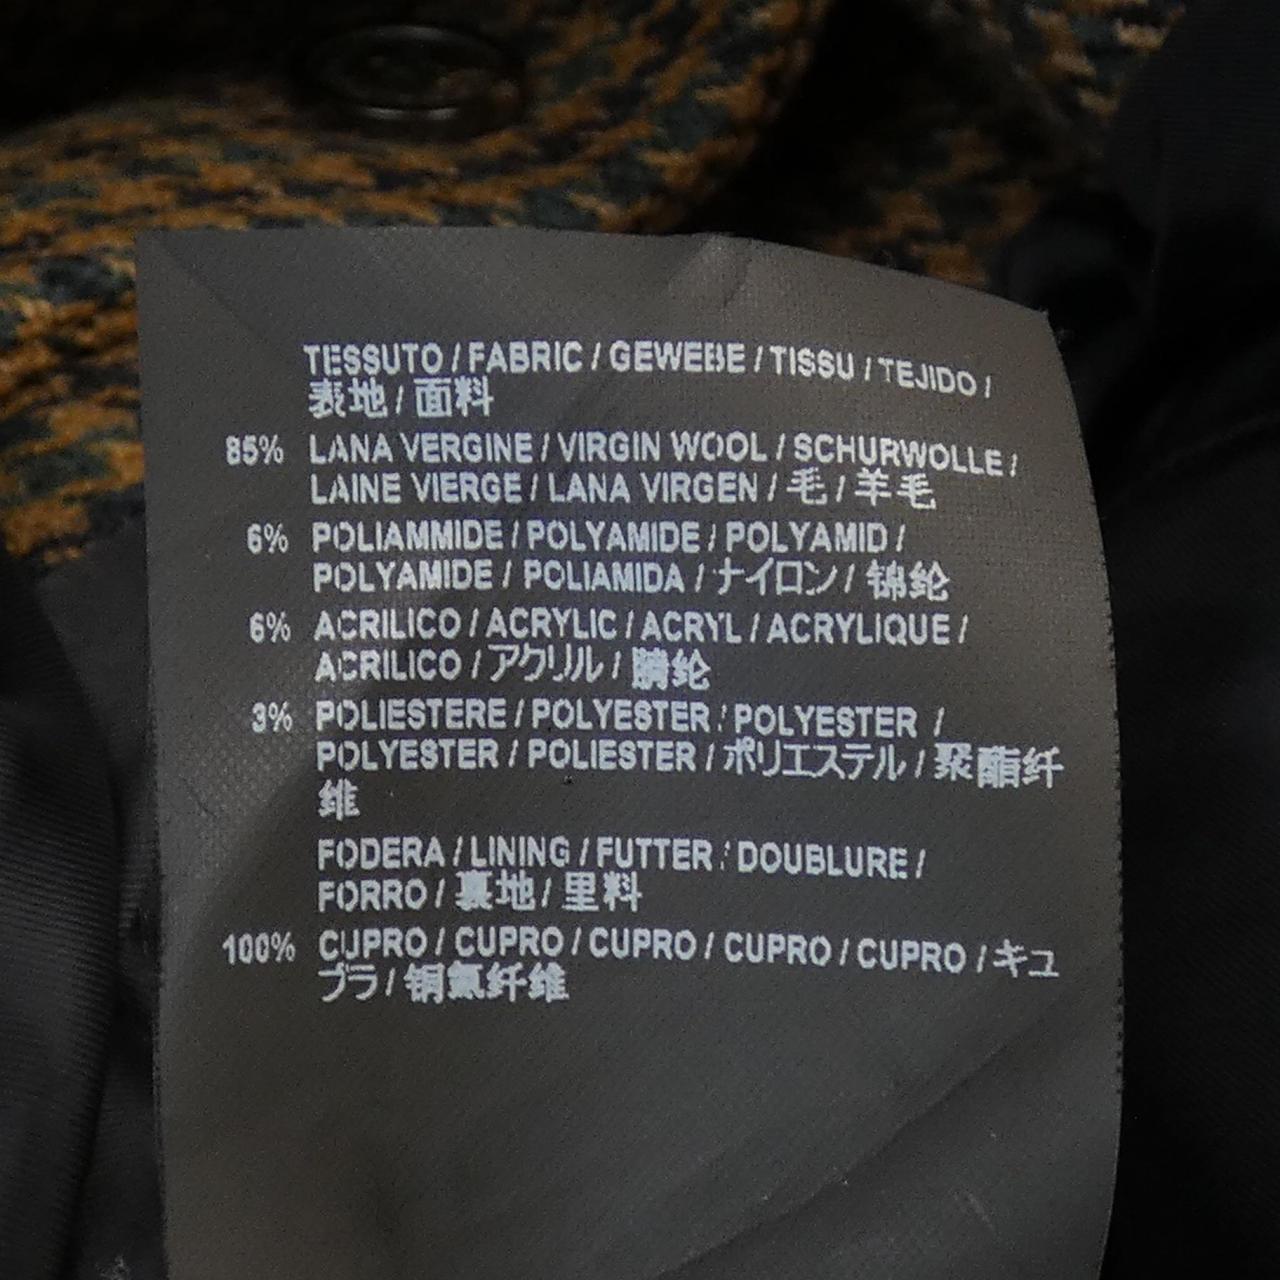 TESSUTO / FABRIC / GEWEBE / TISSU / TEJIDO /
表地 / 面料
85% LANA VERGINE / VIRGIN WOOL / SCHURWOLLE /
LAINE VIERGE / LANA VIRGEN / 毛 / 羊毛
6% POLIAMMIDE / POLYAMIDE / POLYAMID /
POLYAMIDE / POLIAMIDA / ナイロン / 锦纶
6% ACRILICO / ACRYLIC / ACRYL / ACRYLIQUE /
ACRILICO / アクリル / 腈纶
3% POLIESTERE / POLYESTER / POLYESTER /
POLYESTER / POLIESTER / ポリエステル / 聚酯纤
维
FODERA / LINING / FUTTER / DOUBLURE /
FORRO / 裏地 / 里料
100% CUPRO / CUPRO / CUPRO / CUPRO / CUPRO / キュ
プラ / 铜氨纤维